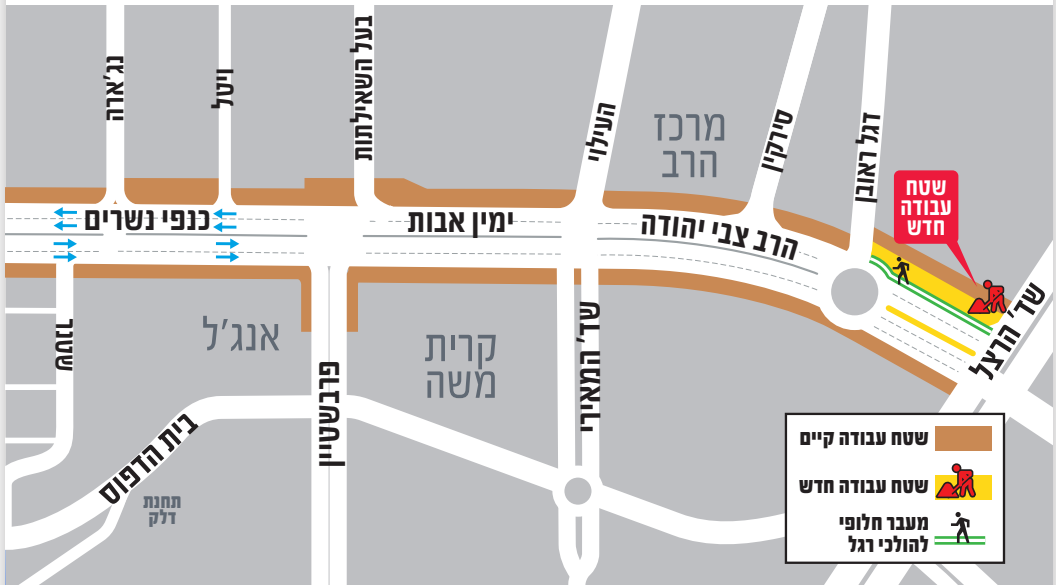 בעל השאילתות
ויטל
נג'ארה
העילוי
סירקין
דגל ראובן
מרכז
הרב
שטח
עבודה
חדש
כנפי נשרים
ימין אבות
הרב צבי יהודה
שד' הרצל
שטנר
אנג'ל
קרית
משה
שד' המאירי
פרבשטיין
בית הדפוס
תחנת
דלק
שטח עבודה קיים
שטח עבודה חדש
מעבר חלופי
להולכי רגל